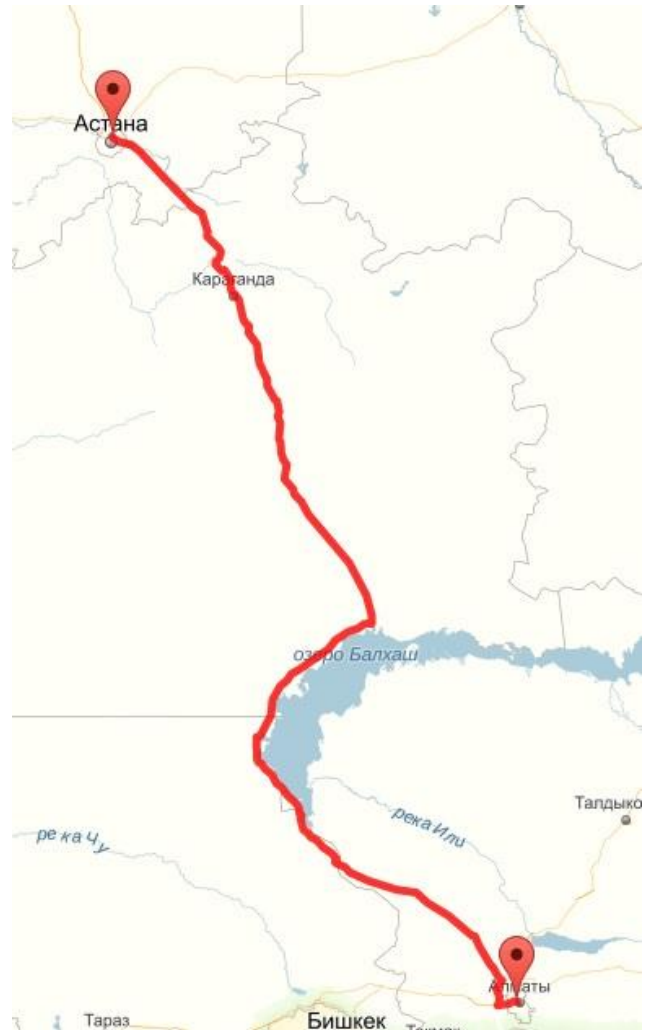 Астана
Караганда
озеро Балхаш
Талдыко
река Или
река Чу
Алматы
Тараз
Бишкек
Токмак